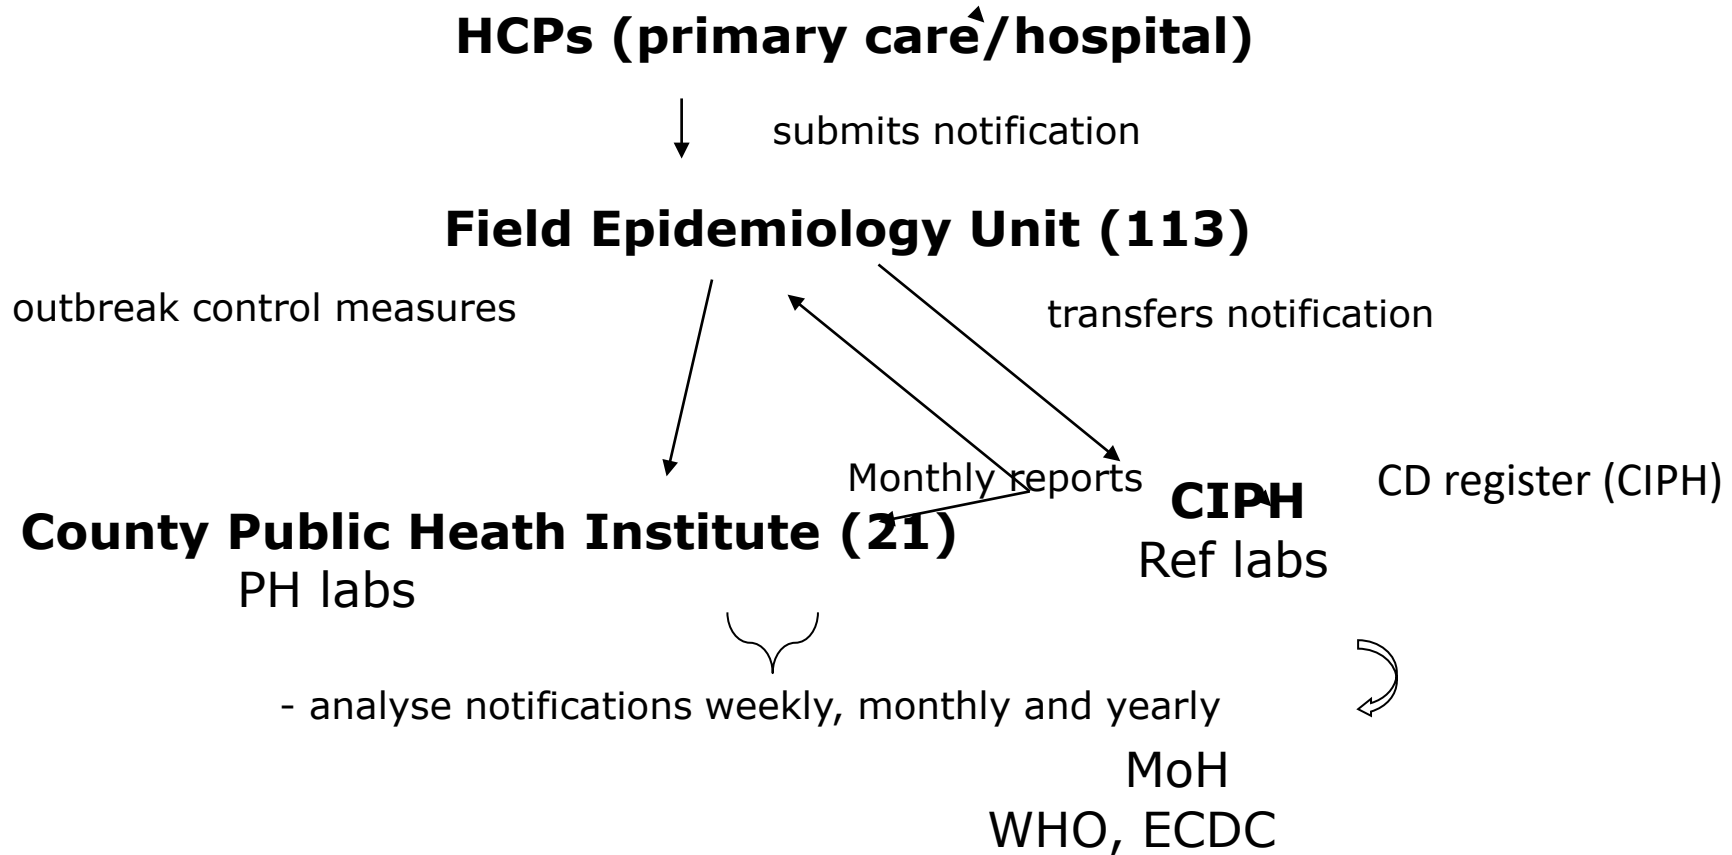 HCPs (primary care/hospital)
submits notification
Field Epidemiology Unit (113)
outbreak control measures
transfers notification
Monthly reports
CIPH
CD register (CIPH)
Ref labs
County Public Heath Institute (21)
PH labs
- analyse notifications weekly, monthly and yearly
MoH
WHO, ECDC